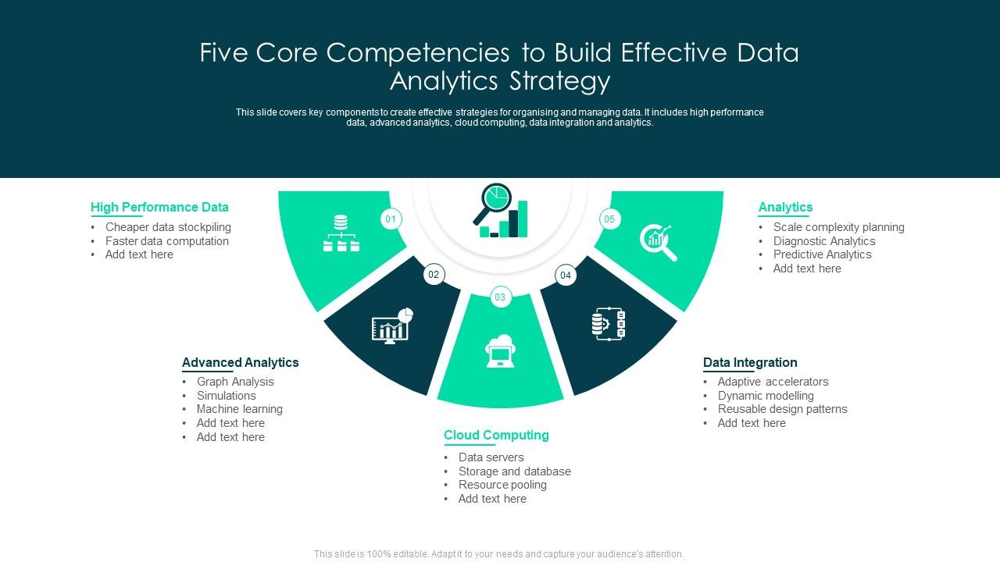 Five Core Competencies to Build Effective Data
Analytics Strategy
This slide covers key components to create effective strategies for organising and managing data. It includes high performance
data, advanced analytics, cloud computing, data integration and analytics.
High Performance Data
• Cheaper data stockpiling
• Faster data computation
• Add text here
01
02
03
04
05
Advanced Analytics
• Graph Analysis
• Simulations
• Machine learning
• Add text here
• Add text here
Cloud Computing
• Data servers
• Storage and database
• Resource pooling
• Add text here
Data Integration
• Adaptive accelerators
• Dynamic modelling
• Reusable design patterns
• Add text here
Analytics
• Scale complexity planning
• Diagnostic Analytics
• Predictive Analytics
• Add text here
This slide is 100% editable. Adapt it to your needs and capture your audience's attention.